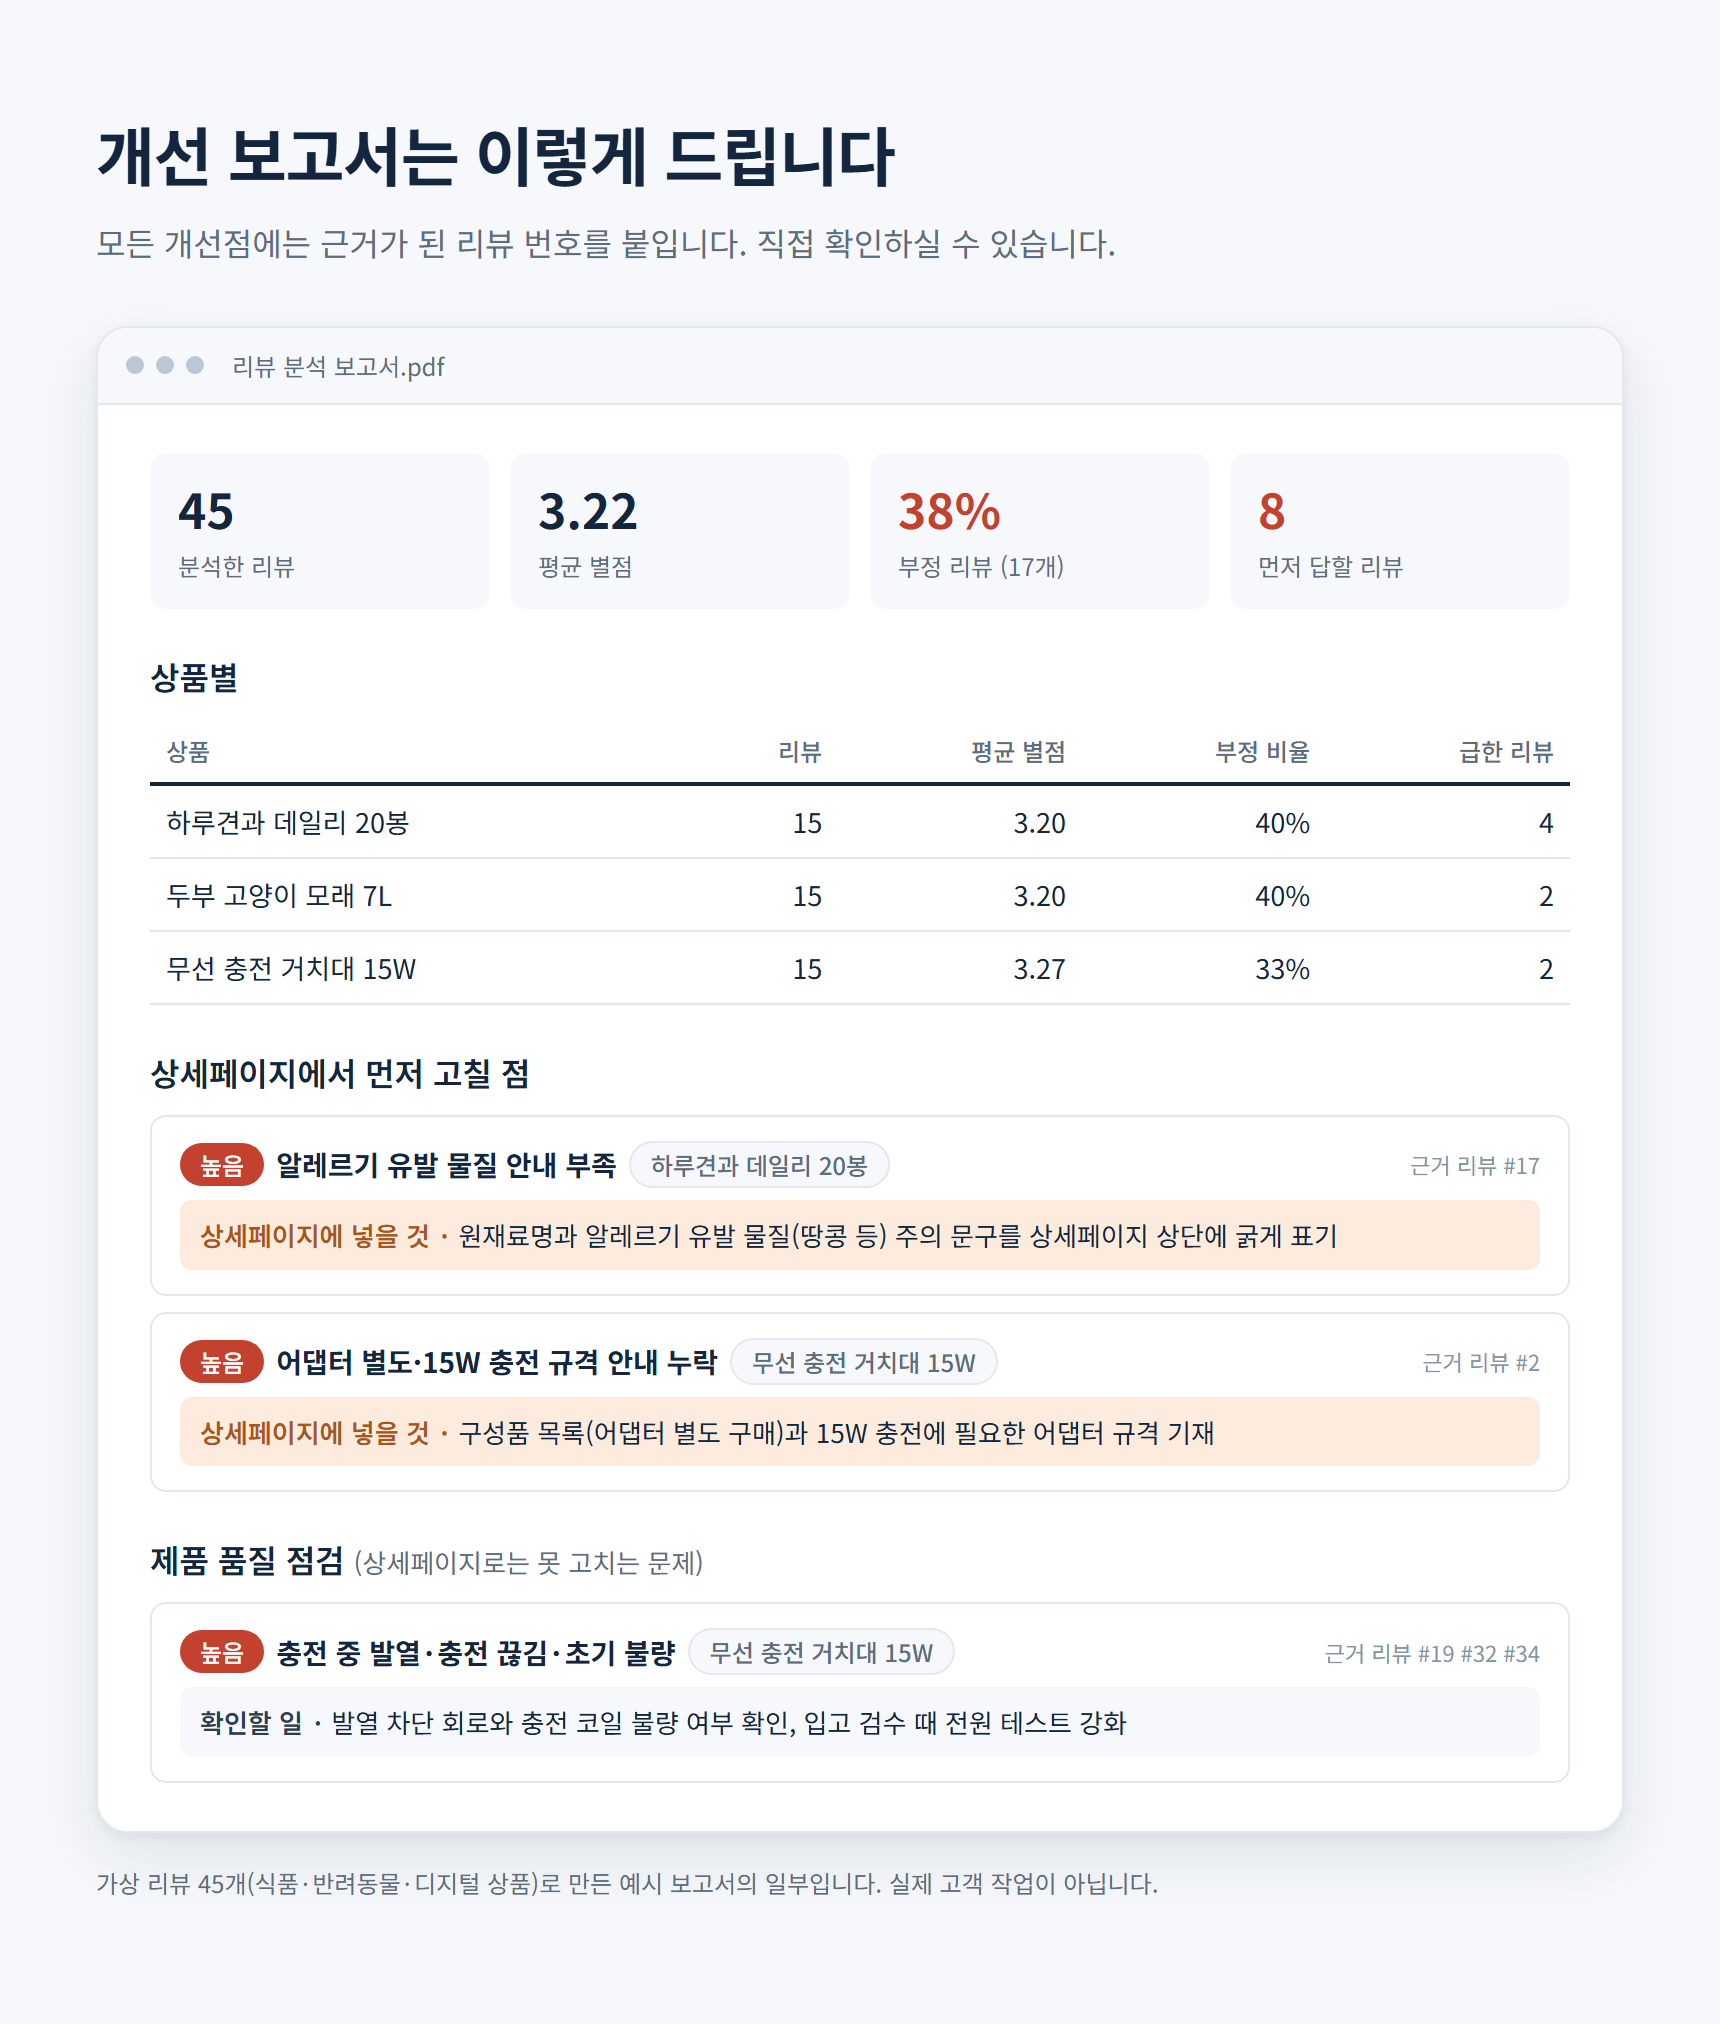 개선 보고서는 이렇게 드립니다
모든 개선점에는 근거가 된 리뷰 번호를 붙입니다. 직접 확인하실 수 있습니다.
리뷰 분석 보고서.pdf
45
분석한 리뷰
3.22
평균 별점
38%
부정 리뷰 (17개)
8
먼저 답할 리뷰
상품별
상품 리뷰 평균 별점 부정 비율 급한 리뷰
하루견과 데일리 20봉 15 3.20 40% 4
두부 고양이 모래 7L 15 3.20 40% 2
무선 충전 거치대 15W 15 3.27 33% 2
상세페이지에서 먼저 고칠 점
높음 알레르기 유발 물질 안내 부족 하루견과 데일리 20봉 근거 리뷰 #17
상세페이지에 넣을 것 · 원재료명과 알레르기 유발 물질(땅콩 등) 주의 문구를 상세페이지 상단에 굵게 표기
높음 어댑터 별도·15W 충전 규격 안내 누락 무선 충전 거치대 15W 근거 리뷰 #2
상세페이지에 넣을 것 · 구성품 목록(어댑터 별도 구매)과 15W 충전에 필요한 어댑터 규격 기재
제품 품질 점검 (상세페이지로는 못 고치는 문제)
높음 충전 중 발열·충전 끊김·초기 불량 무선 충전 거치대 15W 근거 리뷰 #19 #32 #34
확인할 일 · 발열 차단 회로와 충전 코일 불량 여부 확인, 입고 검수 때 전원 테스트 강화
가상 리뷰 45개(식품·반려동물·디지털 상품)로 만든 예시 보고서의 일부입니다. 실제 고객 작업이 아닙니다.